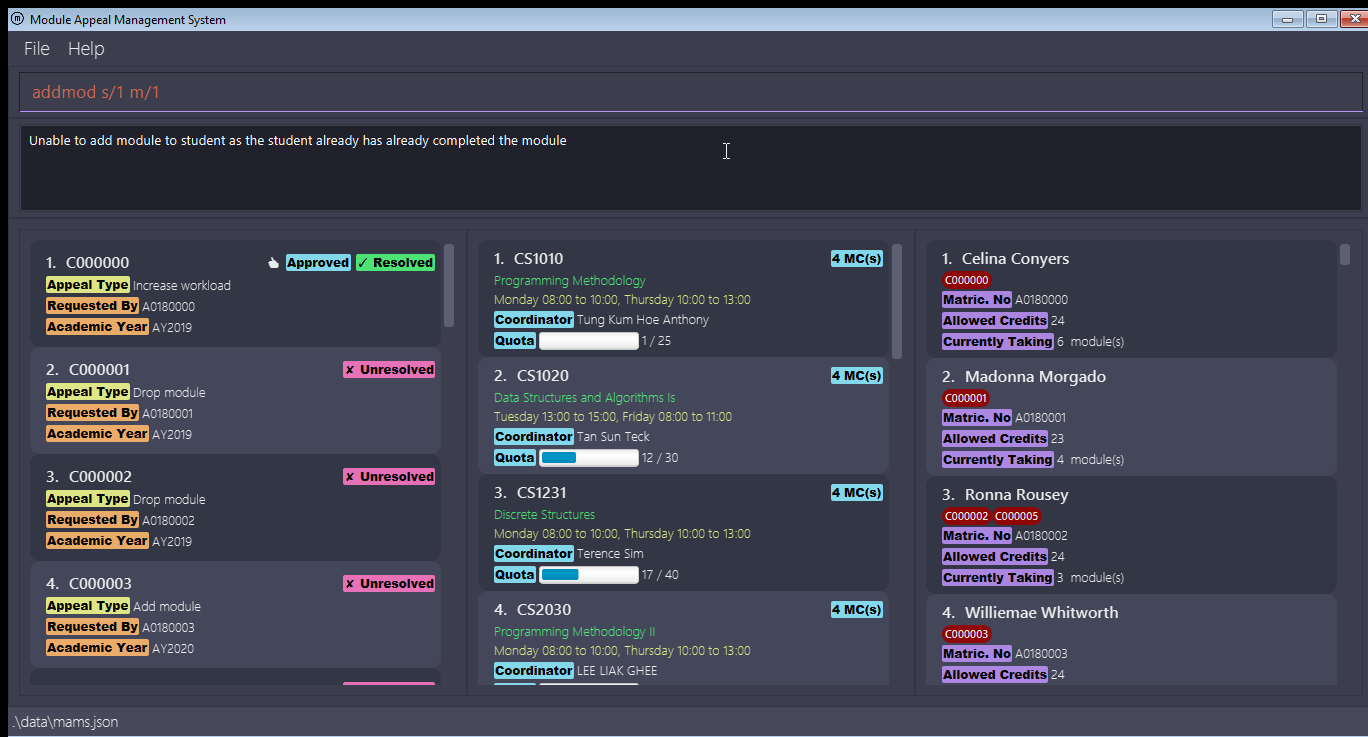 Module Appeal Management System
File Help
addmod s/1 m/1
Unable to add module to student as the student already has already completed the module
1. C000000 Approved ✓ Resolved
Appeal Type Increase workload
Requested By A0180000
Academic Year AY2019
2. C000001 ✘ Unresolved
Appeal Type Drop module
Requested By A0180001
Academic Year AY2019
3. C000002 ✘ Unresolved
Appeal Type Drop module
Requested By A0180002
Academic Year AY2019
4. C000003 ✘ Unresolved
Appeal Type Add module
Requested By A0180003
Academic Year AY2020
1. CS1010 4 MC(s)
Programming Methodology
Monday 08:00 to 10:00, Thursday 10:00 to 13:00
Coordinator Tung Kum Hoe Anthony
Quota 1 / 25
2. CS1020 4 MC(s)
Data Structures and Algorithms Is
Tuesday 13:00 to 15:00, Friday 08:00 to 11:00
Coordinator Tan Sun Teck
Quota 12 / 30
3. CS1231 4 MC(s)
Discrete Structures
Monday 08:00 to 10:00, Thursday 10:00 to 13:00
Coordinator Terence Sim
Quota 17 / 40
4. CS2030 4 MC(s)
Programming Methodology II
Monday 08:00 to 10:00, Thursday 10:00 to 13:00
Coordinator LEE LIAK GHEE
1. Celina Conyers
C000000
Matric. No A0180000
Allowed Credits 24
Currently Taking 6 module(s)
2. Madonna Morgado
C000001
Matric. No A0180001
Allowed Credits 23
Currently Taking 4 module(s)
3. Ronna Rousey
C000002 C000005
Matric. No A0180002
Allowed Credits 24
Currently Taking 3 module(s)
4. Williemae Whitworth
C000003
Matric. No A0180003
Allowed Credits 24
.\data\mams.json